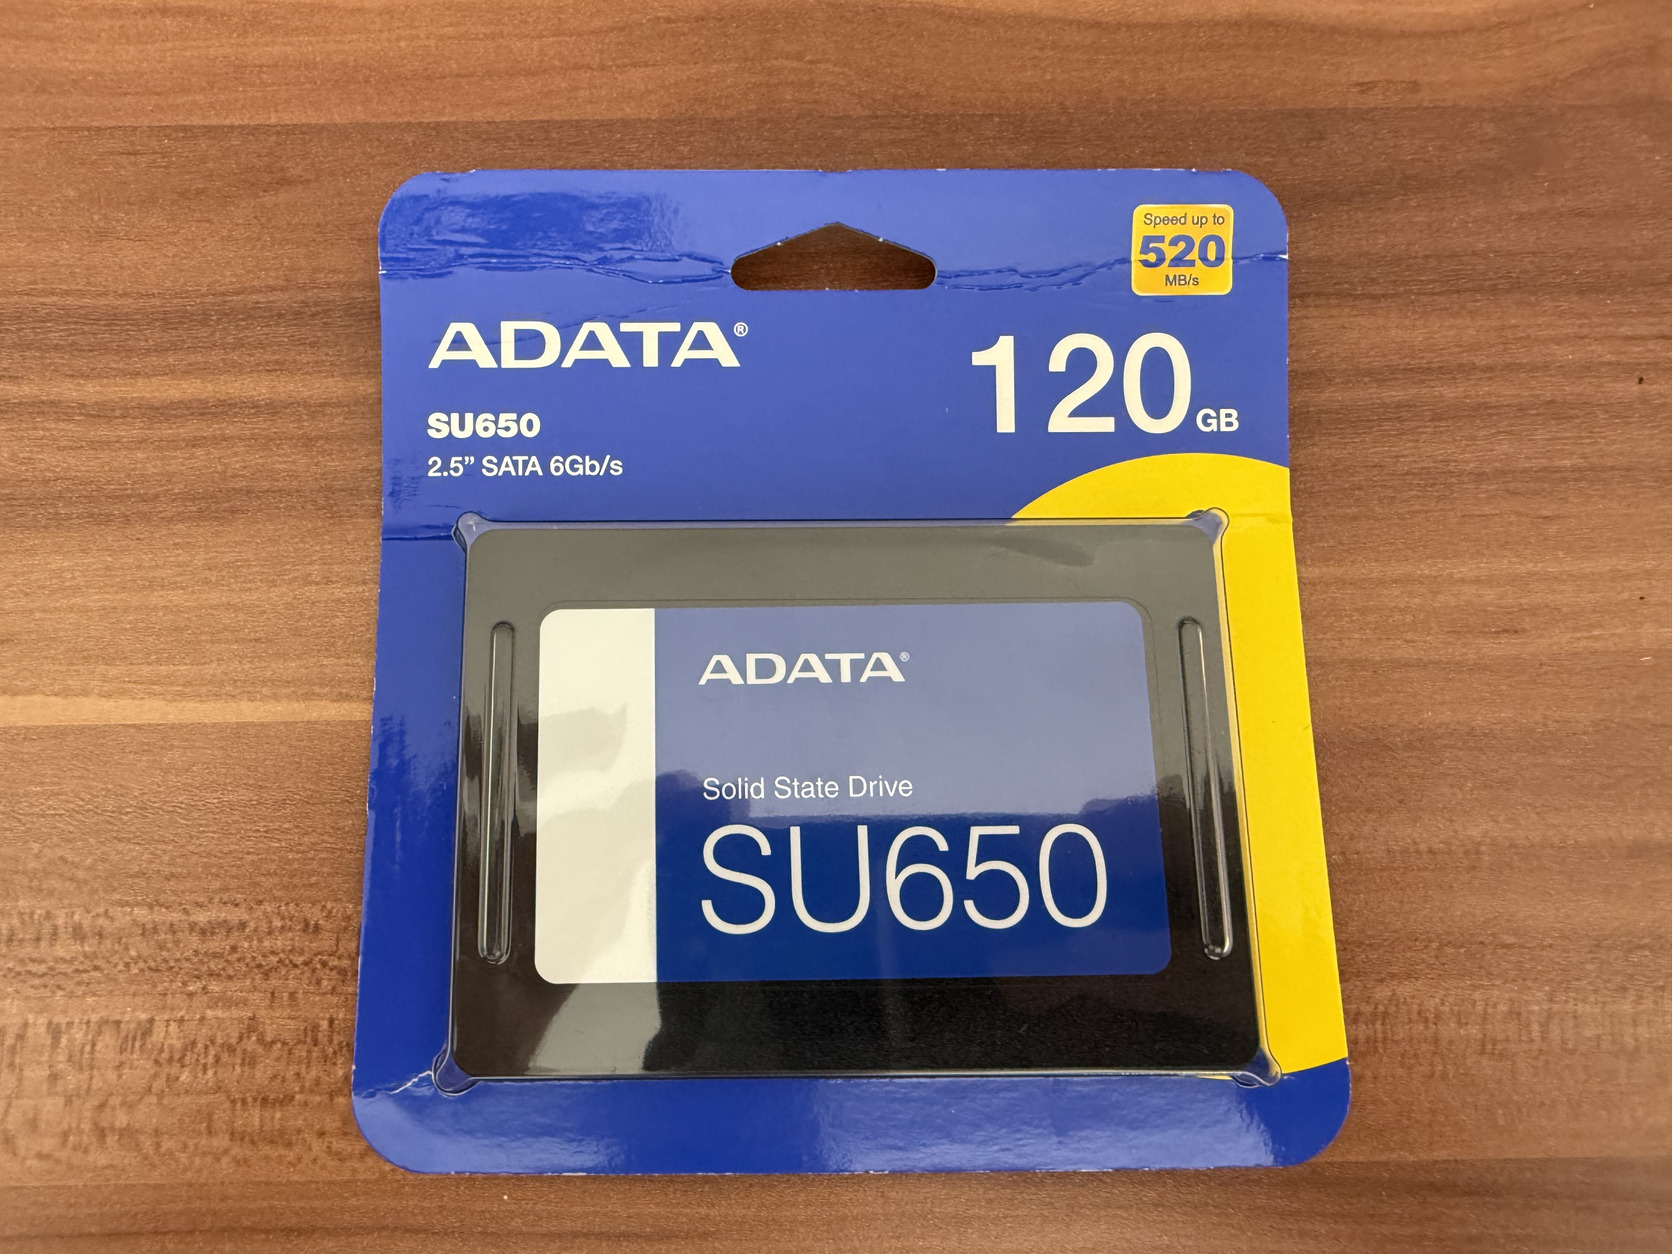 Speed up to
520
MB/s
ADATA®
120GB
SU650
2.5” SATA 6Gb/s
ADATA®
Solid State Drive
SU650